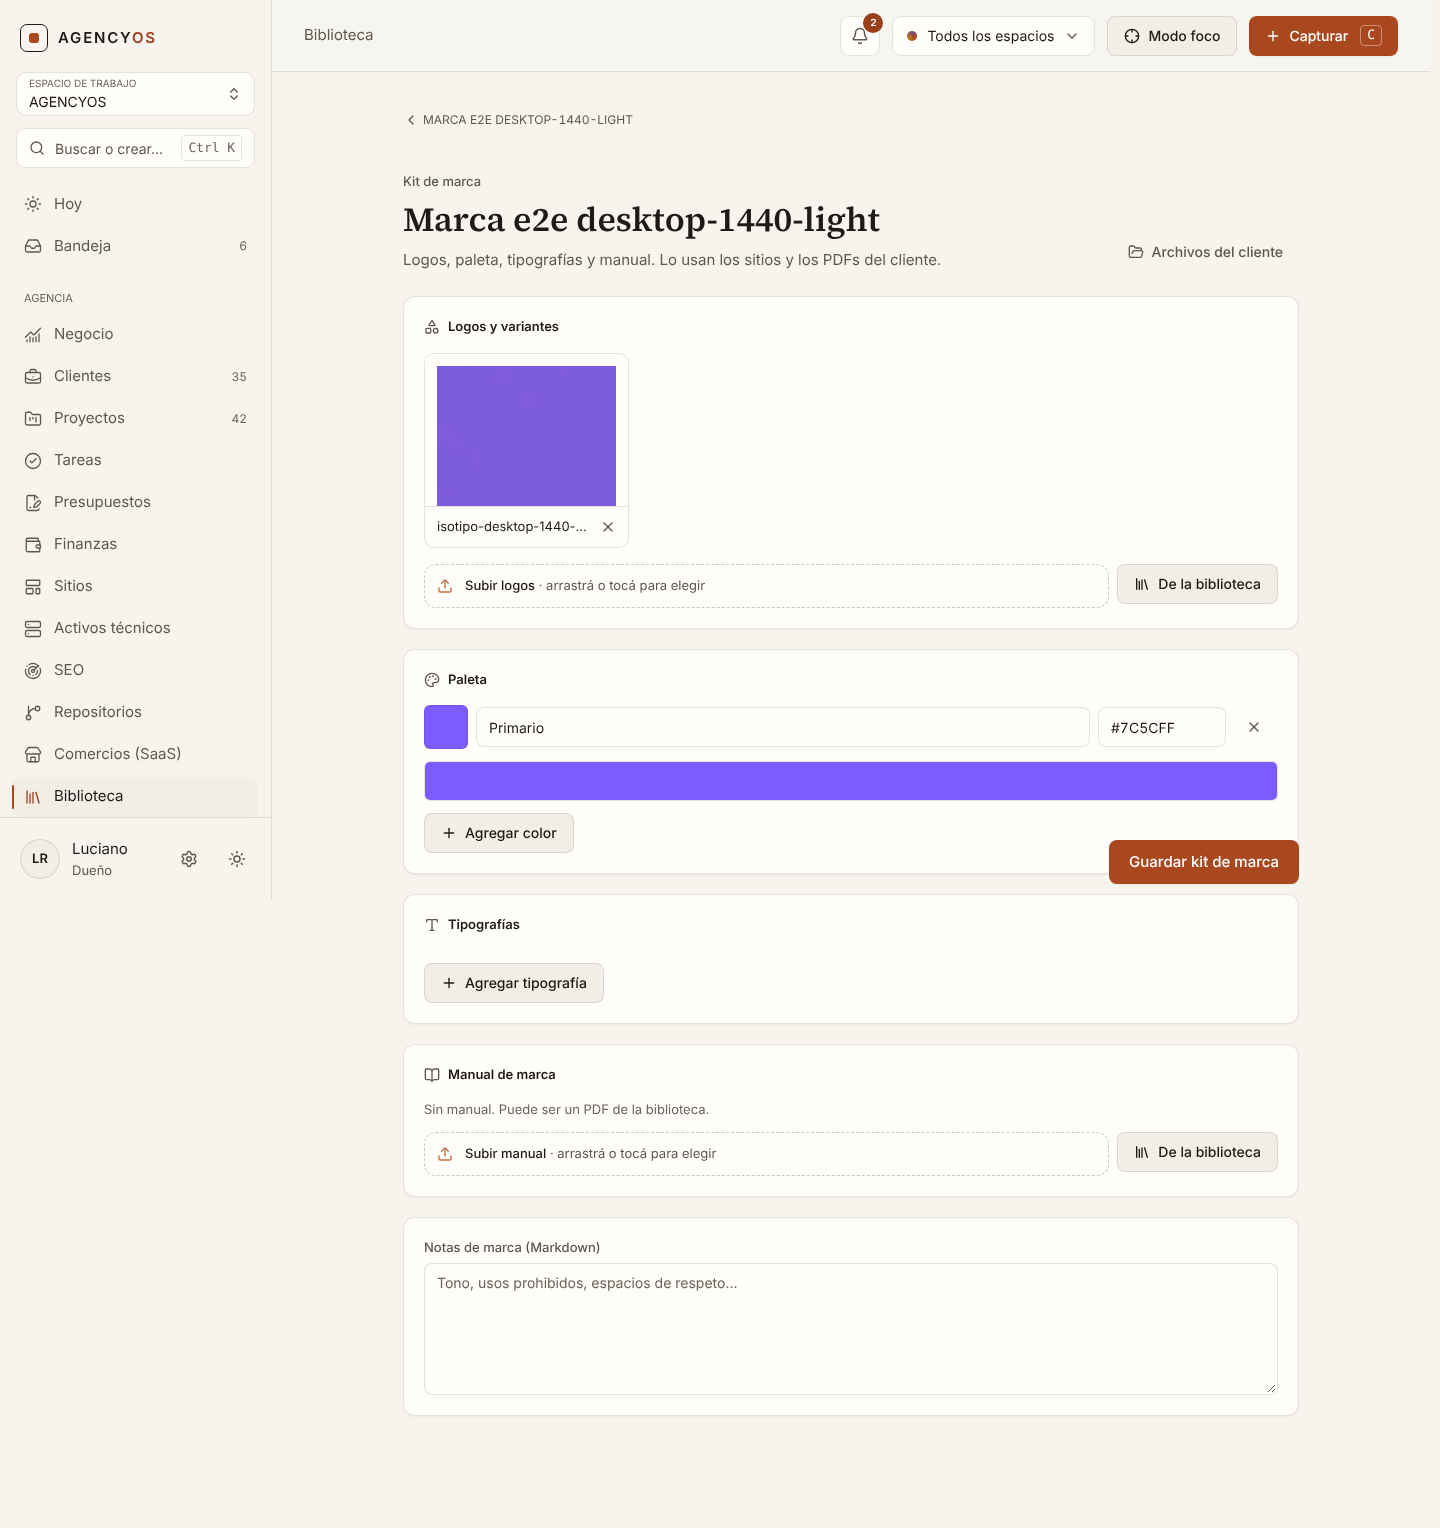 AGENCYOS
ESPACIO DE TRABAJO
AGENCYOS
Buscar o crear... Ctrl K
Hoy
Bandeja 6
AGENCIA
Negocio
Clientes 35
Proyectos 42
Tareas
Presupuestos
Finanzas
Sitios
Activos técnicos
SEO
Repositorios
Comercios (SaaS)
Biblioteca
LR
Luciano
Dueño
Biblioteca
2
Todos los espacios
Modo foco
Capturar C
MARCA E2E DESKTOP-1440-LIGHT
Kit de marca
Marca e2e desktop-1440-light
Logos, paleta, tipografías y manual. Lo usan los sitios y los PDFs del cliente.
Archivos del cliente
Logos y variantes
isotipo-desktop-1440-...
Subir logos · arrastrá o tocá para elegir
De la biblioteca
Paleta
Primario
#7C5CFF
Agregar color
Guardar kit de marca
Tipografías
Agregar tipografía
Manual de marca
Sin manual. Puede ser un PDF de la biblioteca.
Subir manual · arrastrá o tocá para elegir
De la biblioteca
Notas de marca (Markdown)
Tono, usos prohibidos, espacios de respeto...